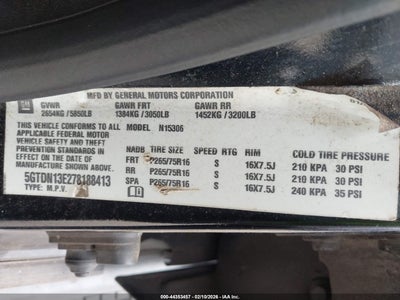 GM MFD BY GENERAL MOTORS CORPORATION
GVWR GAWR FRT GAWR RR
2654KG/5850LB 1384KG/3050LB 1452KG/3200LB
THIS VEHICLE CONFORMS TO ALL MODEL N15306
APPLICABLE FEDERAL MOTOR
VEHICLE SAFETY AND THEFT
PREVENTION STANDARDS IN EFFECT
ON THE DATE OF MANUFACTURE
5GTDN13E278188413
TYPE: M.P.V.
NADB TIRE SIZE SPEED RTG RIM COLD TIRE PRESSURE
FRT P265/75R16 S 16X7.5J 210 KPA 30 PSI
RR P265/75R16 S 16X7.5J 210 KPA 30 PSI
SPA P265/75R16 S 16X7.5J 240 KPA 35 PSI
000-44353457 - 02/10/2026 - IAA